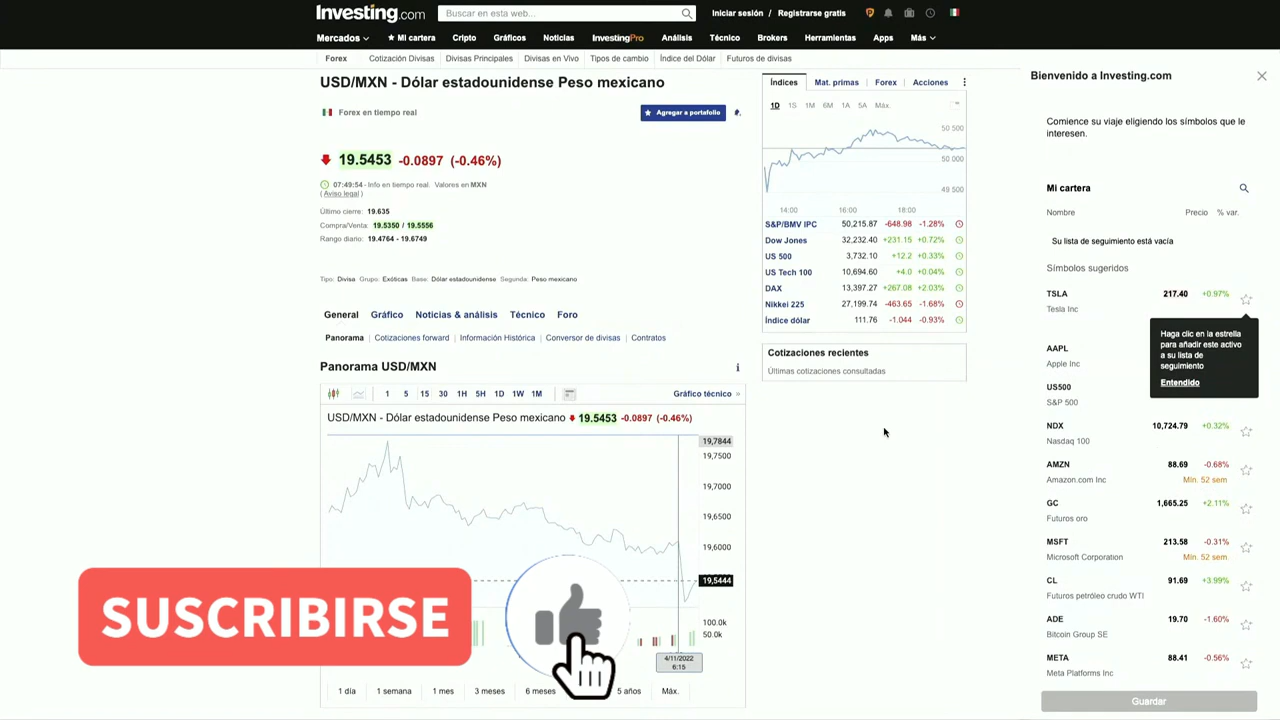 Investing.com
Buscar en esta web...
Iniciar sesión / Registrarse gratis
Mercados
Mi cartera
Cripto
Gráficos
Noticias
InvestingPro
Análisis
Técnico
Brokers
Herramientas
Apps
Más
Forex
Cotización Divisas
Divisas Principales
Divisas en Vivo
Tipos de cambio
Índice del Dólar
Futuros de divisas
USD/MXN - Dólar estadounidense Peso mexicano
Forex en tiempo real
Agregar a portafolio
19.5453 -0.0897 (-0.46%)
07:49:54 - Info en tiempo real. Valores en MXN
( Aviso legal )
Último cierre: 19.635
Compra/Venta: 19.5350 / 19.5556
Rango diario: 19.4764 - 19.6749
Tipo: Divisa Grupo: Exóticas Base: Dólar estadounidense Segunda: Peso mexicano
General
Gráfico
Noticias & análisis
Técnico
Foro
Panorama
Cotizaciones forward
Información Histórica
Conversor de divisas
Contratos
Panorama USD/MXN
1 5 15 30 1H 5H 1D 1W 1M
Gráfico técnico »
USD/MXN - Dólar estadounidense Peso mexicano 19.5453 -0.0897 (-0.46%)
19,7844
19,7500
19,7000
19,6500
19,6000
19,5444
100.0k
50.0k
4/11/2022
6:15
SUSCRIBIRSE
1 día
1 semana
1 mes
3 meses
6 meses
5 años
Máx.
Índices
Mat. primas
Forex
Acciones
1D 1S 1M 6M 1A 5A Máx.
50 500
50 000
49 500
14:00 16:00 18:00
S&P/BMV IPC 50,215.87 -648.98 -1.28%
Dow Jones 32,232.40 +231.15 +0.72%
US 500 3,732.10 +12.2 +0.33%
US Tech 100 10,694.60 +4.0 +0.04%
DAX 13,397.27 +267.08 +2.03%
Nikkei 225 27,199.74 -463.65 -1.68%
Índice dólar 111.76 -1.044 -0.93%
Cotizaciones recientes
Últimas cotizaciones consultadas
Bienvenido a Investing.com
Comience su viaje eligiendo los símbolos que le
interesen.
Mi cartera
Nombre Precio % var.
Su lista de seguimiento está vacía
Símbolos sugeridos
TSLA 217.40 +0.97%
Tesla Inc
Haga clic en la estrella
para añadir este activo
a su lista de
seguimiento
Entendido
AAPL
Apple Inc
US500
S&P 500
NDX 10,724.79 +0.32%
Nasdaq 100
AMZN 88.69 -0.68%
Amazon.com Inc Mín. 52 sem
GC 1,665.25 +2.11%
Futuros oro
MSFT 213.58 -0.31%
Microsoft Corporation Mín. 52 sem
CL 91.69 +3.99%
Futuros petróleo crudo WTI
ADE 19.70 -1.60%
Bitcoin Group SE
META 88.41 -0.56%
Meta Platforms Inc
Guardar